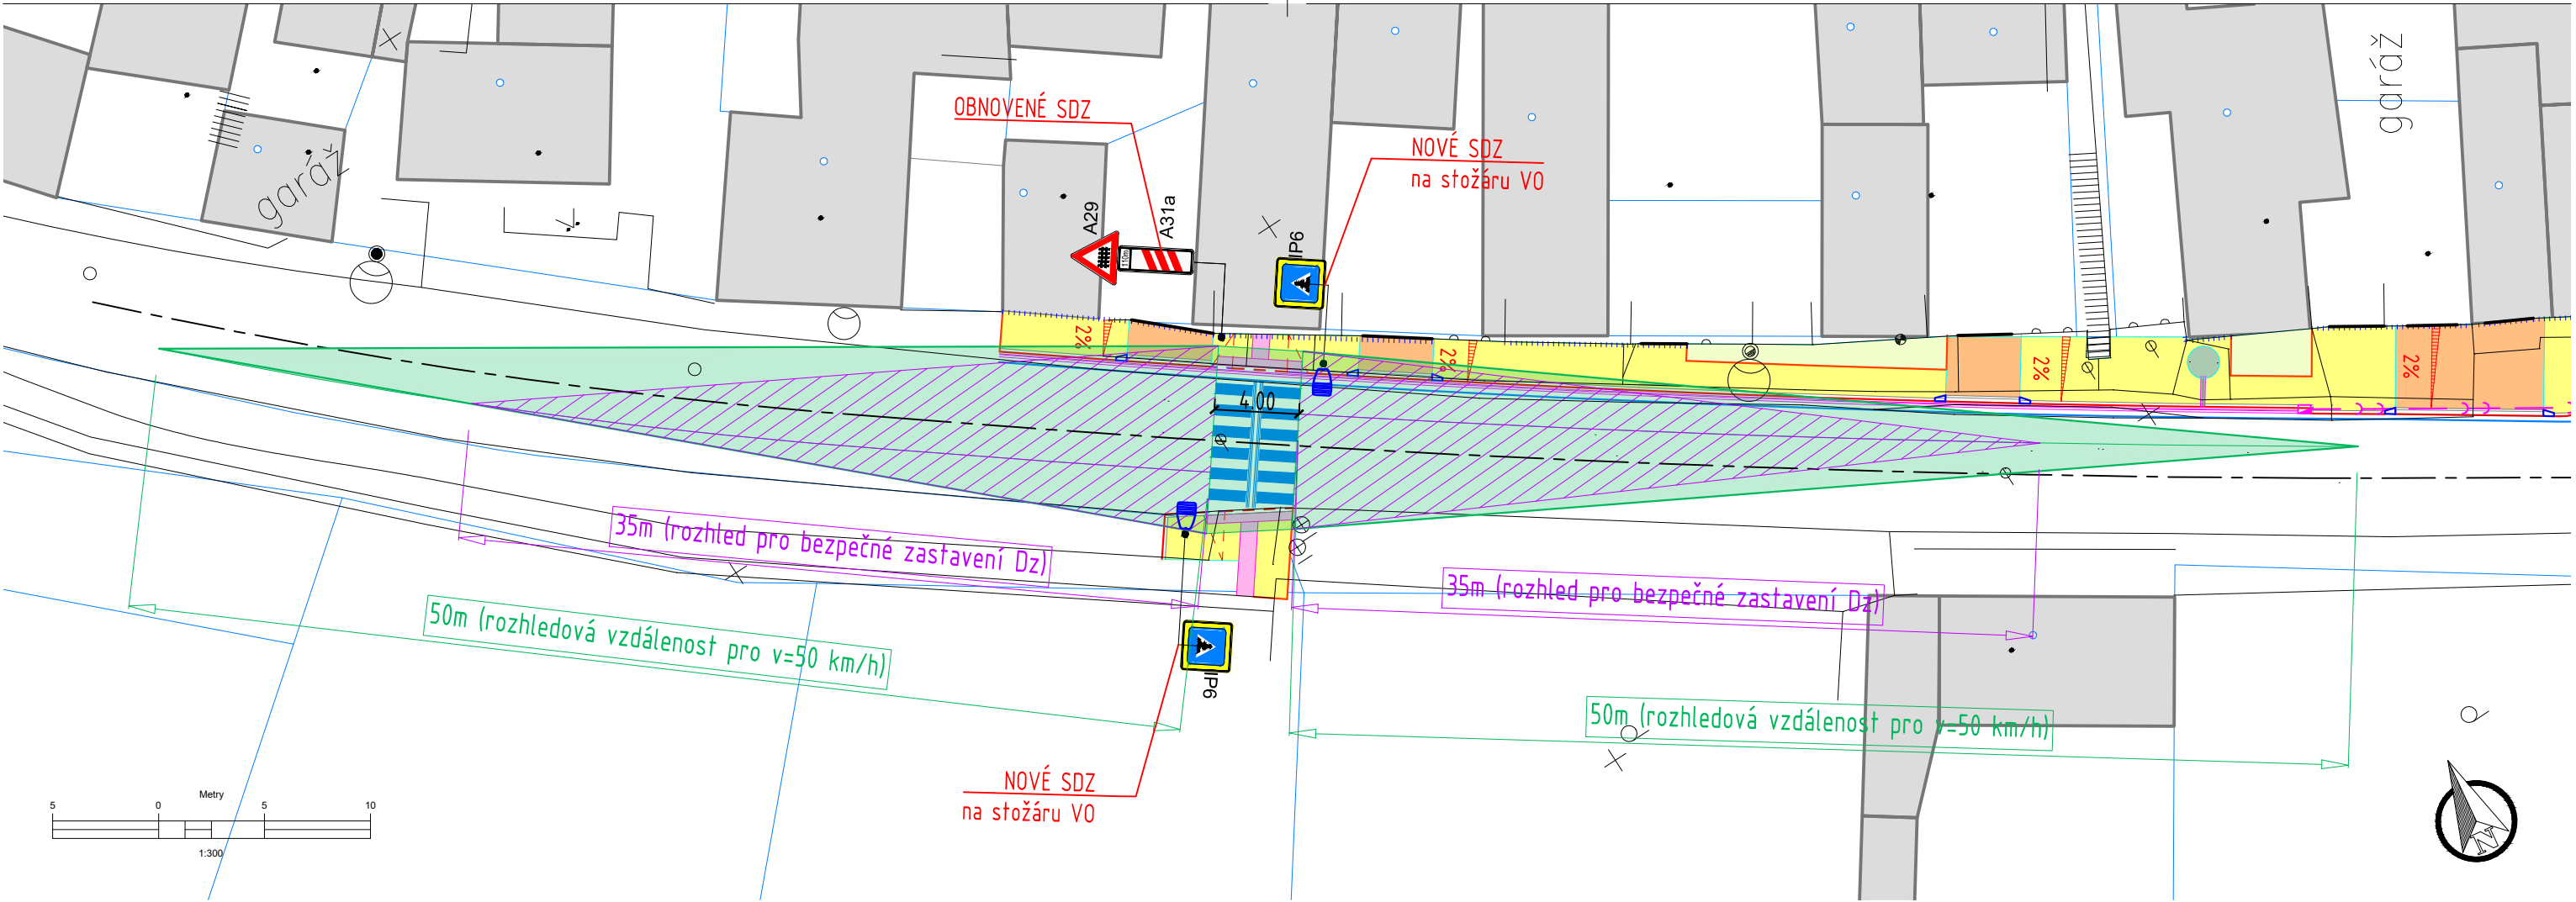 garáž
garáž
OBNOVENÉ SDZ
NOVÉ SDZ
na stožáru VO
A29
A31a
110m
IP6
2%
2%
2%
2%
4.00
35m (rozhled pro bezpečné zastavení Dz)
35m (rozhled pro bezpečné zastavení Dz)
50m (rozhledová vzdálenost pro v=50 km/h)
50m (rozhledová vzdálenost pro v=50 km/h)
IP6
NOVÉ SDZ
na stožáru VO
Metry
5 0 5 10
1:300
N